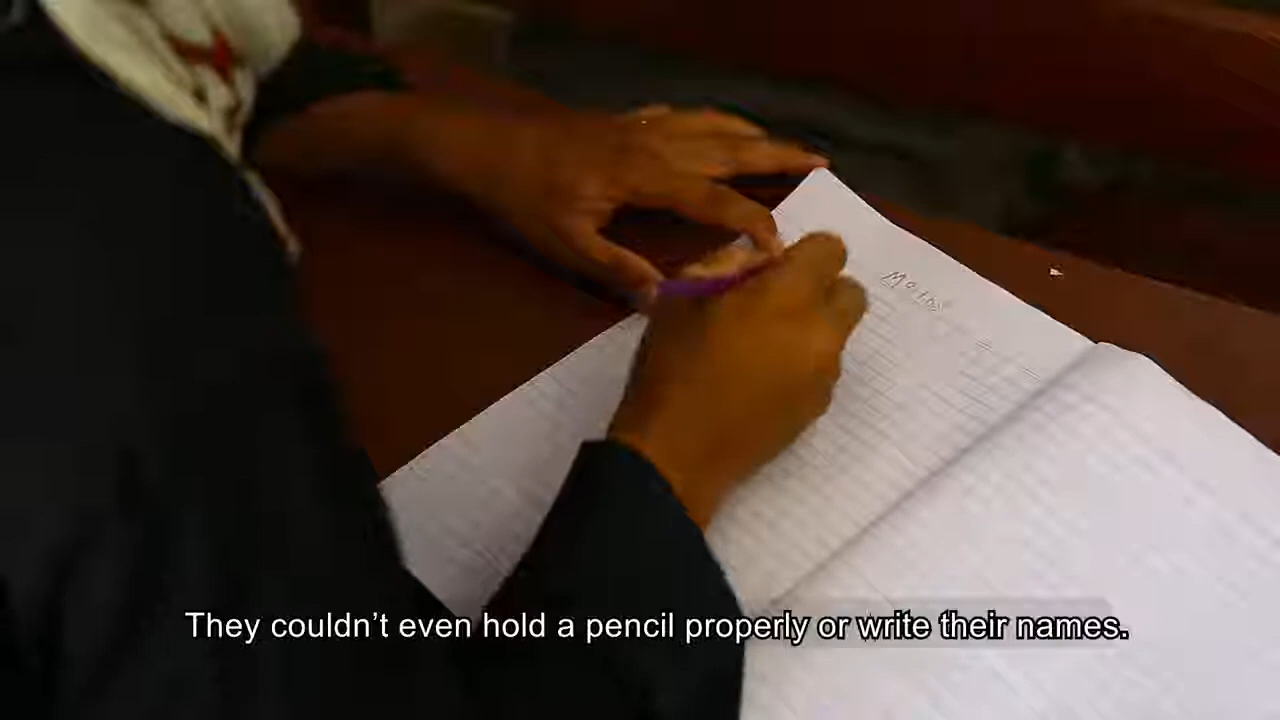 They couldn't even hold a pencil properly or write their names.